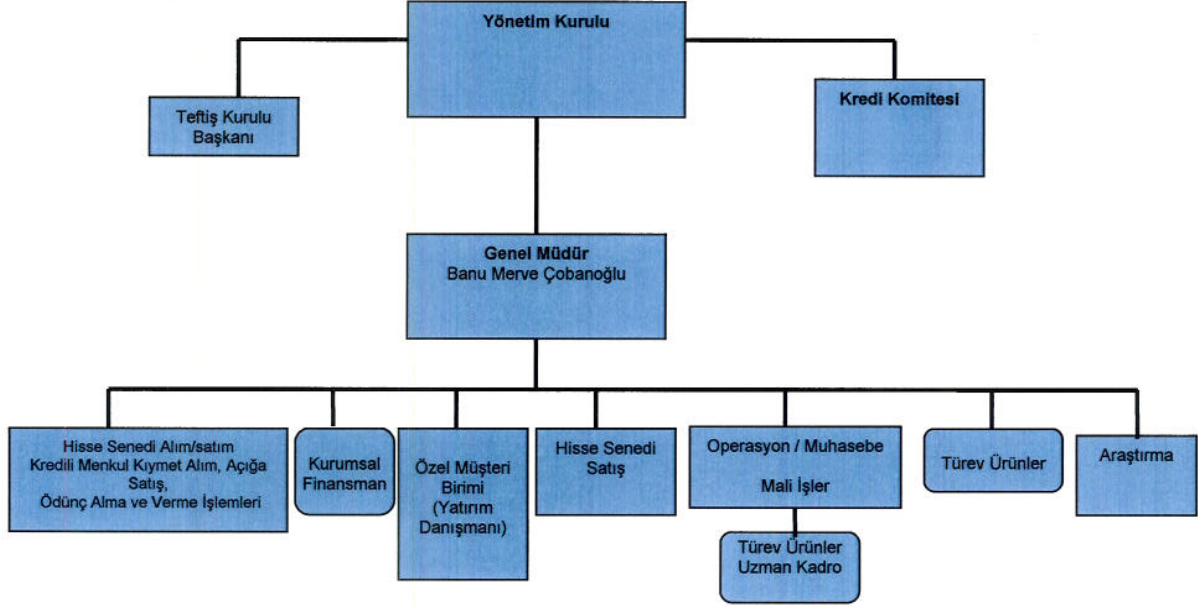 Yönetim Kurulu
Teftiş Kurulu
Başkanı
Kredi Komitesi
Genel Müdür
Banu Merve Çobanoğlu
Hisse Senedi Alım/satım
Kredili Menkul Kıymet Alım, Açığa
Satış,
Ödünç Alma ve Verme İşlemleri
Kurumsal
Finansman
Özel Müşteri
Birimi
(Yatırım
Danışmanı)
Hisse Senedi
Satış
Operasyon / Muhasebe
Mali İşler
Türev Ürünler
Araştırma
Türev Ürünler
Uzman Kadro